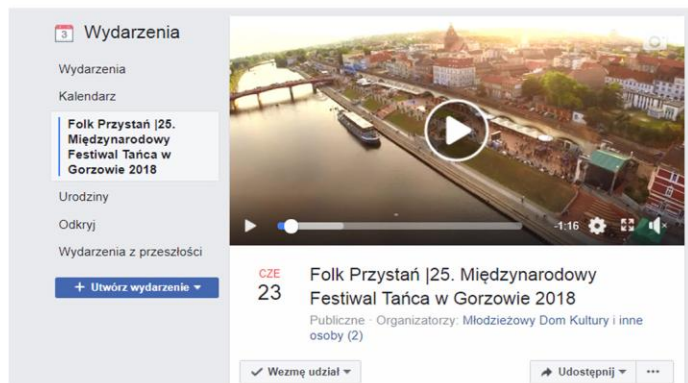 3 Wydarzenia
Wydarzenia
Kalendarz
Folk Przystań |25.
Międzynarodowy
Festiwal Tańca w
Gorzowie 2018
Urodziny
Odkryj
Wydarzenia z przeszłości
+ Utwórz wydarzenie
-1:16
CZE
23
Folk Przystań |25. Międzynarodowy
Festiwal Tańca w Gorzowie 2018
Publiczne · Organizatorzy: Młodzieżowy Dom Kultury i inne
osoby (2)
Wezmę udział
Udostępnij